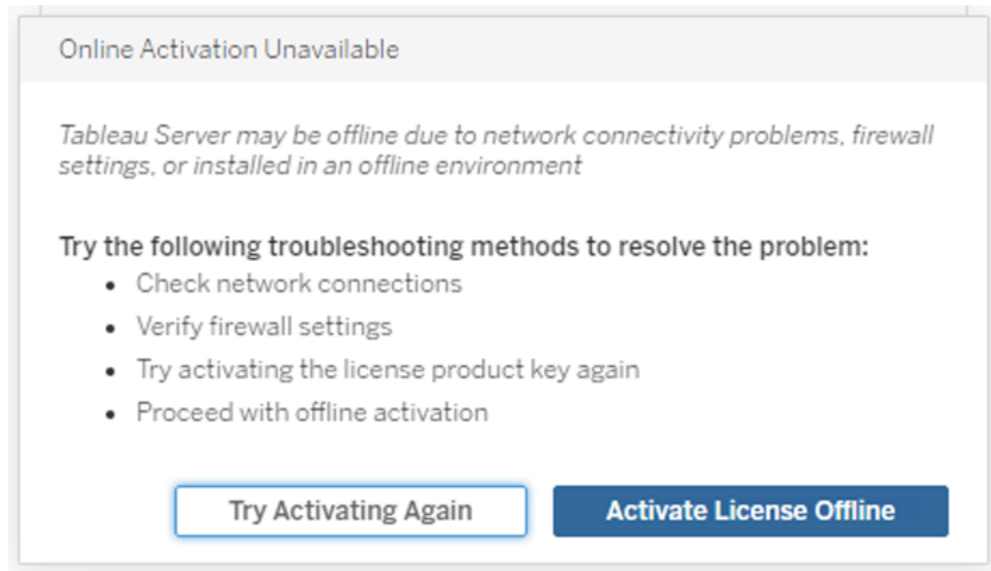 Online Activation Unavailable
Tableau Server may be offline due to network connectivity problems, firewall
settings, or installed in an offline environment
Try the following troubleshooting methods to resolve the problem:
• Check network connections
• Verify firewall settings
• Try activating the license product key again
• Proceed with offline activation
Try Activating Again
Activate License Offline